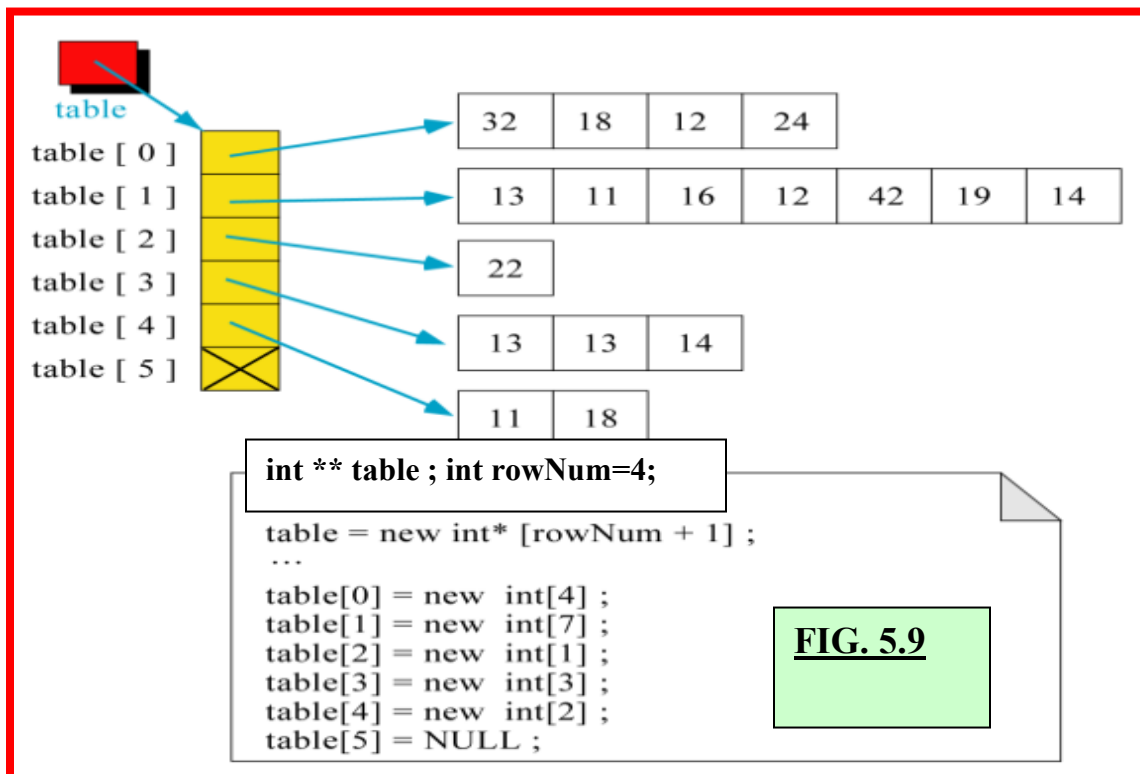 table
table [ 0 ]
32 18 12 24
table [ 1 ]
13 11 16 12 42 19 14
table [ 2 ]
22
table [ 3 ]
13 13 14
table [ 4 ]
table [ 5 ]
11 18
int ** table ; int rowNum=4;
table = new int* [rowNum + 1] ;
...
table[0] = new int[4] ;
table[1] = new int[7] ;
table[2] = new int[1] ;
table[3] = new int[3] ;
table[4] = new int[2] ;
table[5] = NULL ;
FIG. 5.9